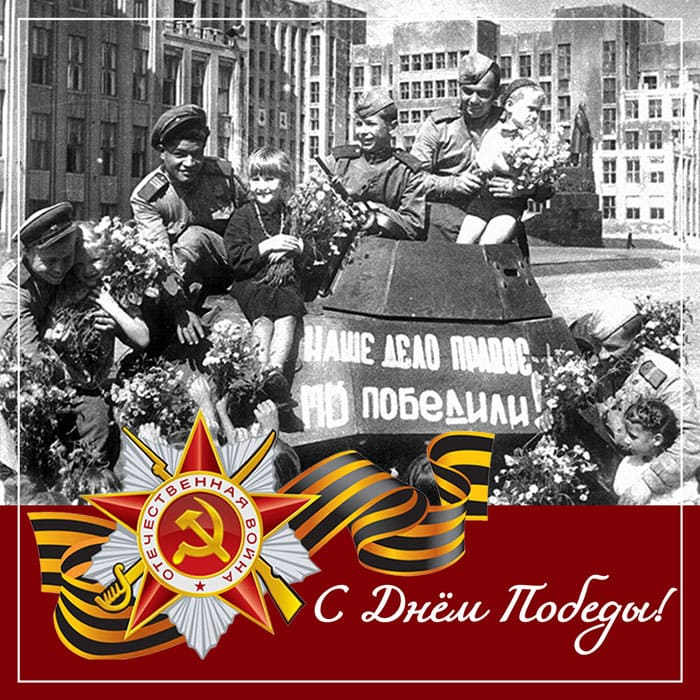 НАШЕ ДЕЛО ПРАВОЕ
МЫ ПОБЕДИЛИ!
ОТЕЧЕСТВЕННАЯ ВОЙНА
С Днём Победы!